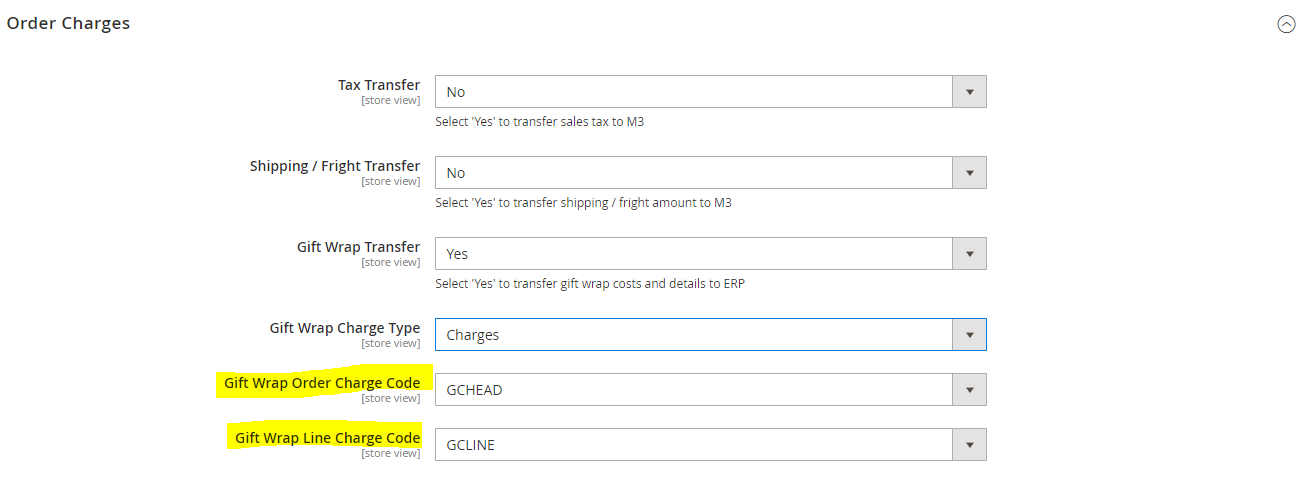 Order Charges
Tax Transfer
[store view]
No
Select 'Yes' to transfer sales tax to M3
Shipping / Fright Transfer
[store view]
No
Select 'Yes' to transfer shipping / fright amount to M3
Gift Wrap Transfer
[store view]
Yes
Select 'Yes' to transfer gift wrap costs and details to ERP
Gift Wrap Charge Type
[store view]
Charges
Gift Wrap Order Charge Code
[store view]
GCHEAD
Gift Wrap Line Charge Code
[store view]
GCLINE